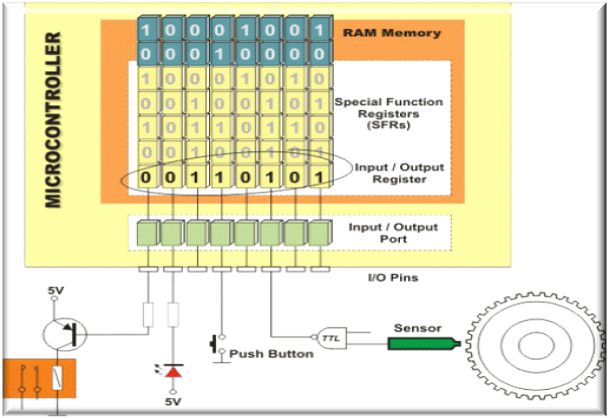 MICROCONTROLLER
1 0 0 0 1 0 0 1
RAM Memory
0 0 0 1 0 0 0 0
1 0 0 1 0 0 0
0 0 1 0 1 0 1
Special Function
Registers
(SFRs)
1 0 1 0 1 0
0 0 1 0 1
Input / Output
Register
0 0 1 1 0 1 0 1
Input / Output
Port
I/O Pins
5V
Sensor
TTL
Push Button
5V